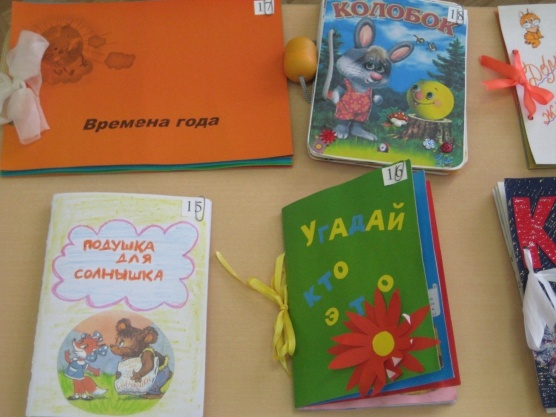 17
Времена года
18
КОЛОБОК
15
ПОДУШКА
ДЛЯ
СОЛНЫШКА
16
УГАДАЙ
КТО
ЭТО
К